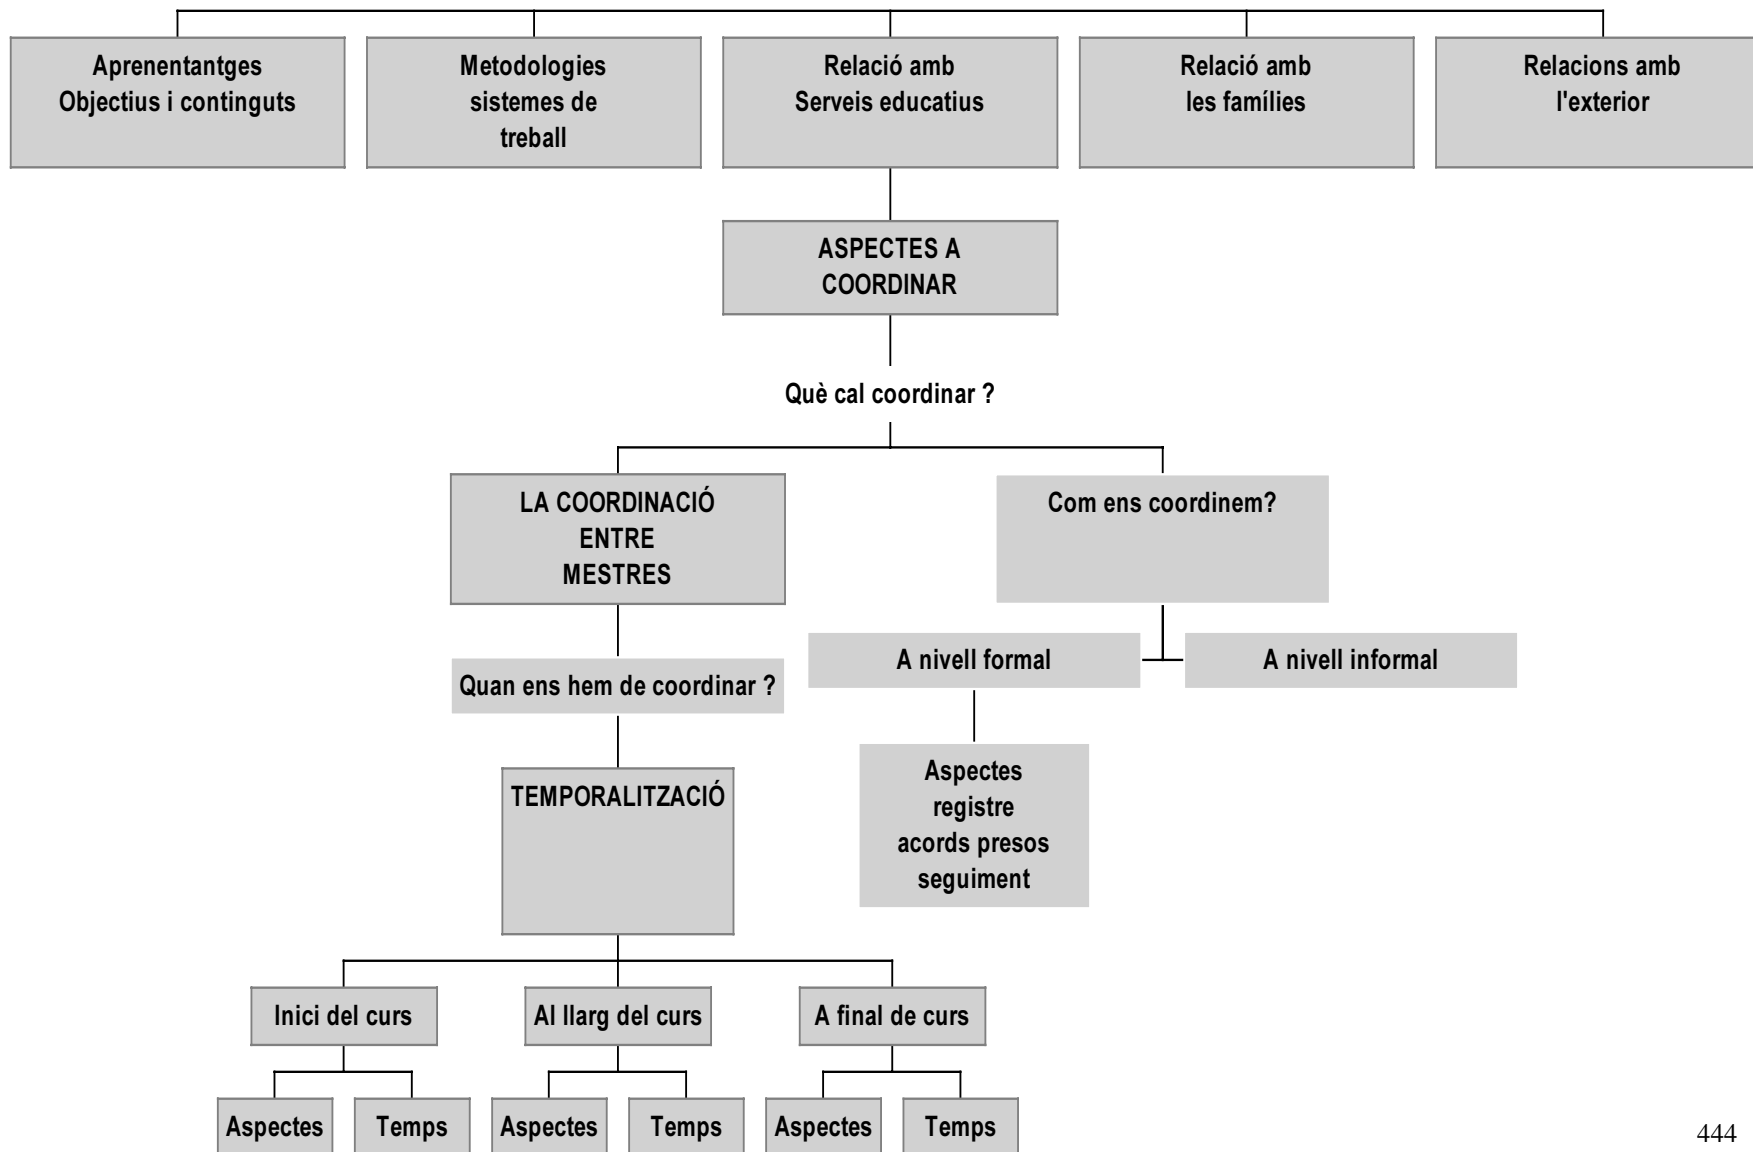 Aprenentantges
Objectius i continguts
Metodologies
sistemes de
treball
Relació amb
Serveis educatius
Relació amb
les famílies
Relacions amb
l'exterior
ASPECTES A
COORDINAR
Què cal coordinar ?
LA COORDINACIÓ
ENTRE
MESTRES
Com ens coordinem?
A nivell formal
A nivell informal
Quan ens hem de coordinar ?
Aspectes
registre
acords presos
seguiment
TEMPORALITZACIÓ
Inici del curs
Al llarg del curs
A final de curs
Aspectes
Temps
Aspectes
Temps
Aspectes
Temps
444